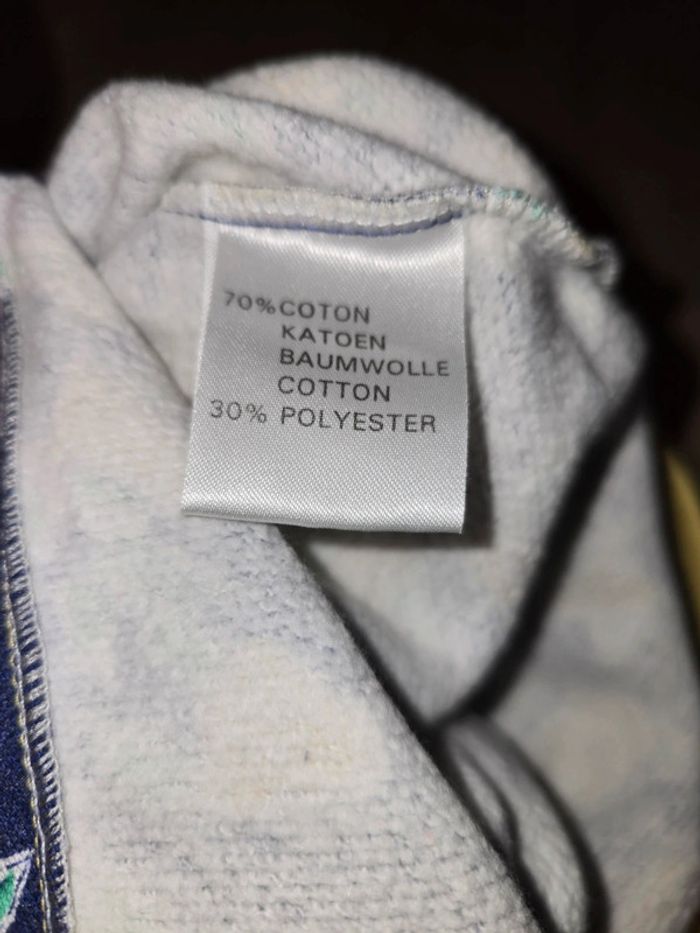 70% COTON
KATOEN
BAUMWOLLE
COTTON
30% POLYESTER